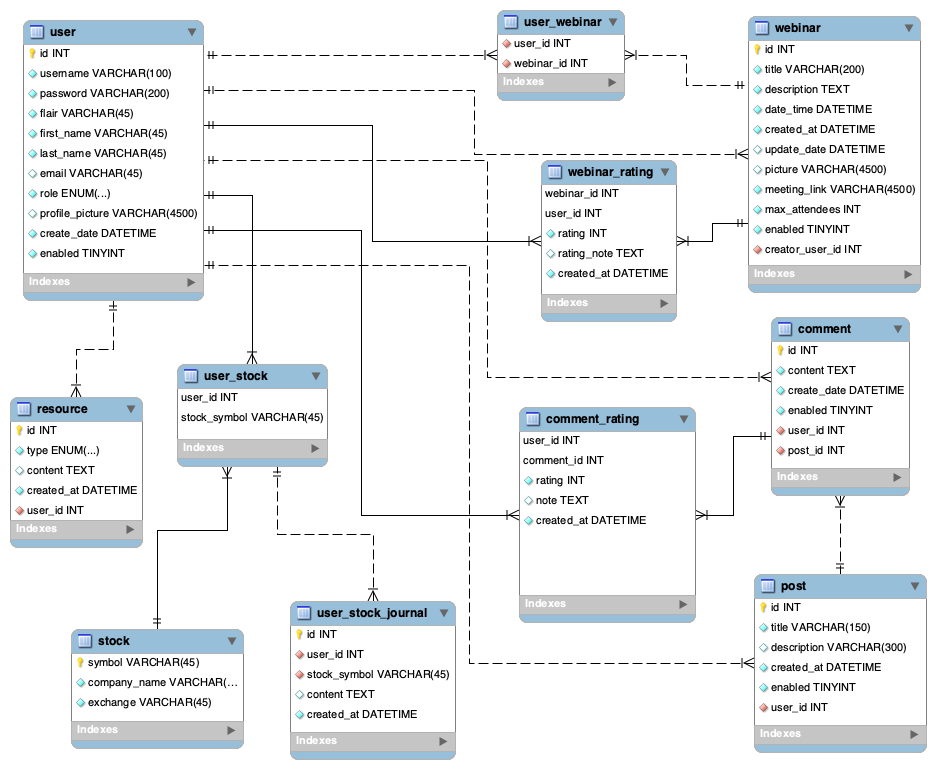 user
id INT
username VARCHAR(100)
password VARCHAR(200)
flair VARCHAR(45)
first_name VARCHAR(45)
last_name VARCHAR(45)
email VARCHAR(45)
role ENUM(...)
profile_picture VARCHAR(4500)
create_date DATETIME
enabled TINYINT
Indexes
user_webinar
user_id INT
webinar_id INT
Indexes
webinar
id INT
title VARCHAR(200)
description TEXT
date_time DATETIME
created_at DATETIME
update_date DATETIME
picture VARCHAR(4500)
meeting_link VARCHAR(4500)
max_attendees INT
enabled TINYINT
creator_user_id INT
Indexes
webinar_rating
webinar_id INT
user_id INT
rating INT
rating_note TEXT
created_at DATETIME
Indexes
comment
id INT
content TEXT
create_date DATETIME
enabled TINYINT
user_id INT
post_id INT
Indexes
user_stock
user_id INT
stock_symbol VARCHAR(45)
Indexes
resource
id INT
type ENUM(...)
content TEXT
created_at DATETIME
user_id INT
Indexes
comment_rating
user_id INT
comment_id INT
rating INT
note TEXT
created_at DATETIME
Indexes
post
id INT
title VARCHAR(150)
description VARCHAR(300)
created_at DATETIME
enabled TINYINT
user_id INT
Indexes
user_stock_journal
id INT
user_id INT
stock_symbol VARCHAR(45)
content TEXT
created_at DATETIME
Indexes
stock
symbol VARCHAR(45)
company_name VARCHAR(...
exchange VARCHAR(45)
Indexes